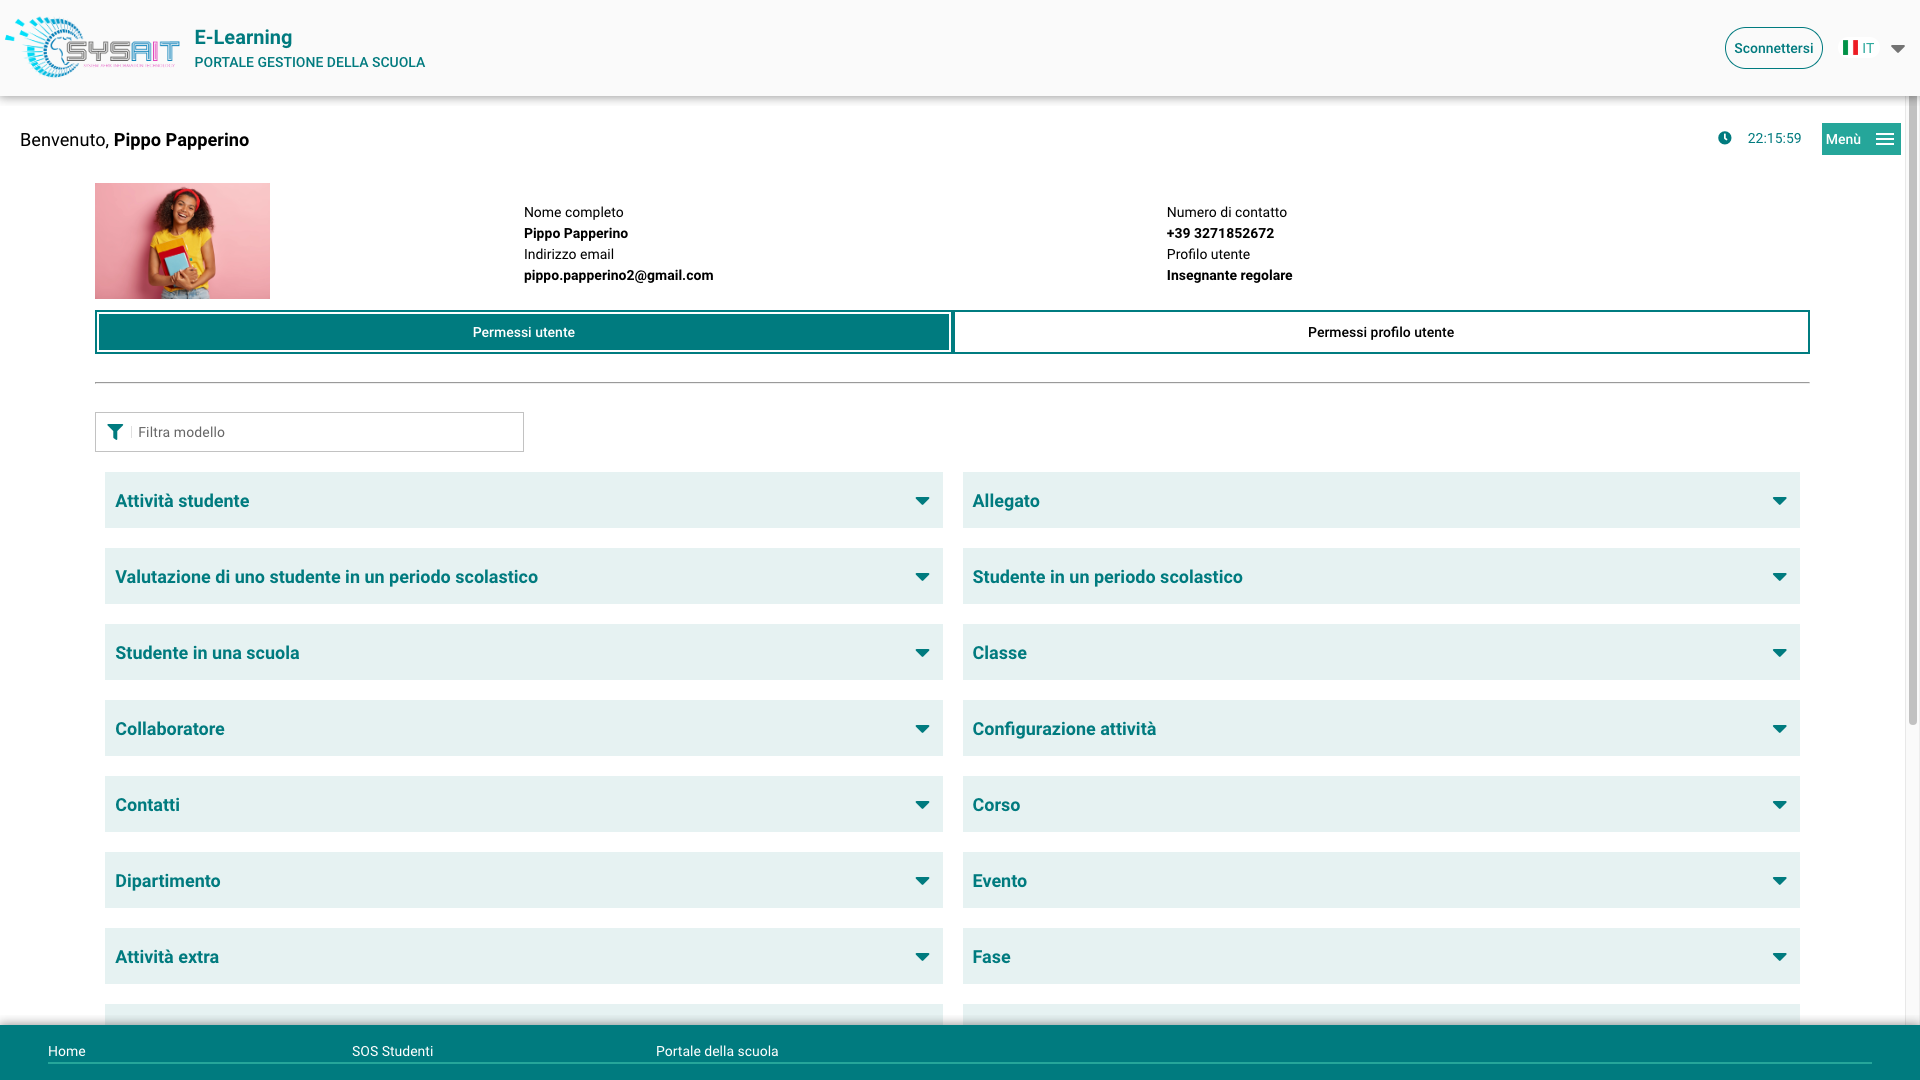 SYSAIT
E-Learning
PORTALE GESTIONE DELLA SCUOLA
Sconnettersi
IT
Benvenuto, Pippo Papperino
22:15:59
Menù
Nome completo
Pippo Papperino
Indirizzo email
pippo.papperino2@gmail.com
Numero di contatto
+39 3271852672
Profilo utente
Insegnante regolare
Permessi utente
Permessi profilo utente
Filtra modello
Attività studente
Allegato
Valutazione di uno studente in un periodo scolastico
Studente in un periodo scolastico
Studente in una scuola
Classe
Collaboratore
Configurazione attività
Contatti
Corso
Dipartimento
Evento
Attività extra
Fase
Home
SOS Studenti
Portale della scuola